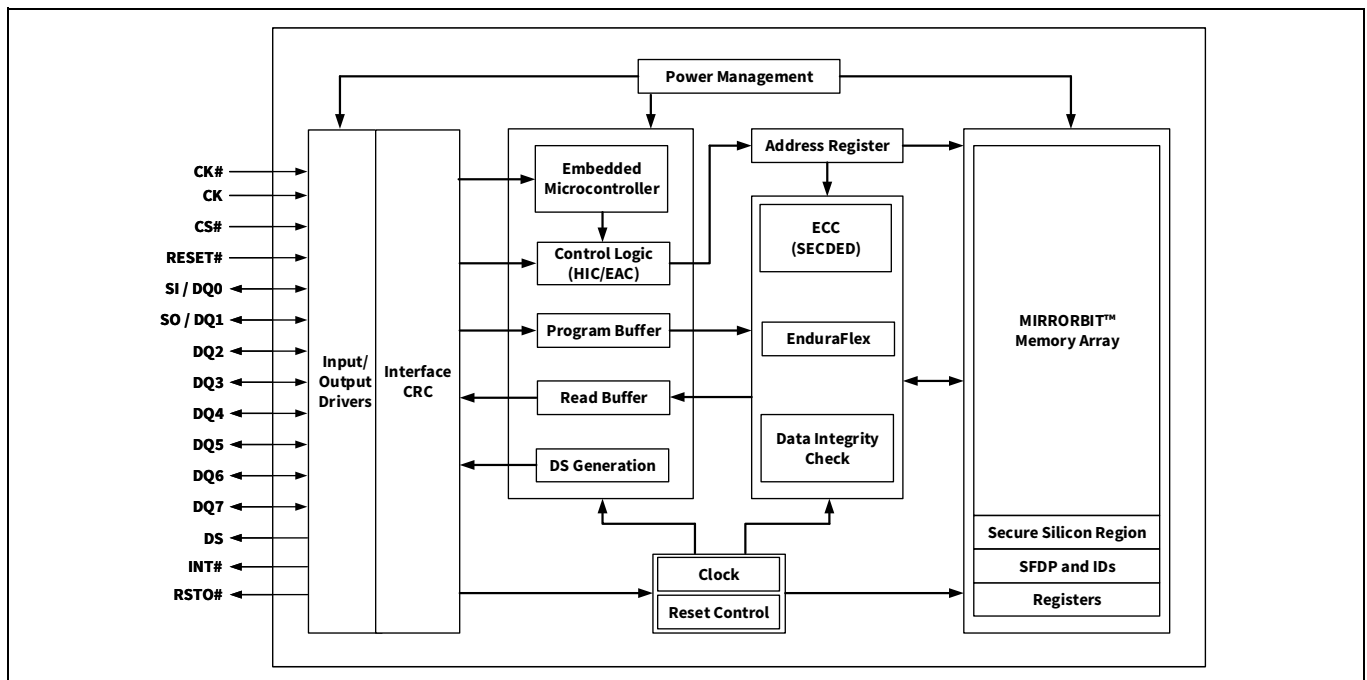 Power Management
CK#
CK
CS#
RESET#
SI / DQ0
SO / DQ1
DQ2
DQ3
DQ4
DQ5
DQ6
DQ7
DS
INT#
RSTO#
Input/
Output
Drivers
Interface
CRC
Embedded
Microcontroller
Control Logic
(HIC/EAC)
Program Buffer
Read Buffer
DS Generation
Address Register
ECC
(SECDED)
EnduraFlex
Data Integrity
Check
Clock
Reset Control
MIRRORBIT™
Memory Array
Secure Silicon Region
SFDP and IDs
Registers